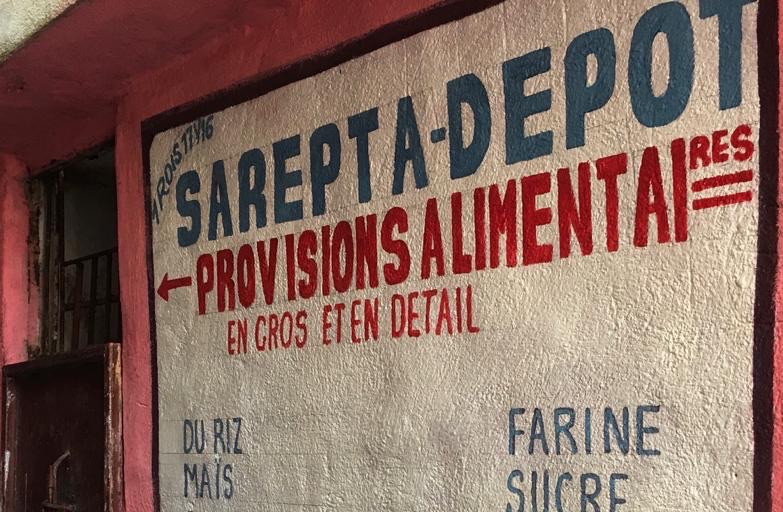 1 ROIS 17 V 16
SAREPTA-DEPOT
PROVISIONS ALIMENTAIRES
EN GROS ET EN DETAIL
DU RIZ
MAÏS
FARINE
SUCRE